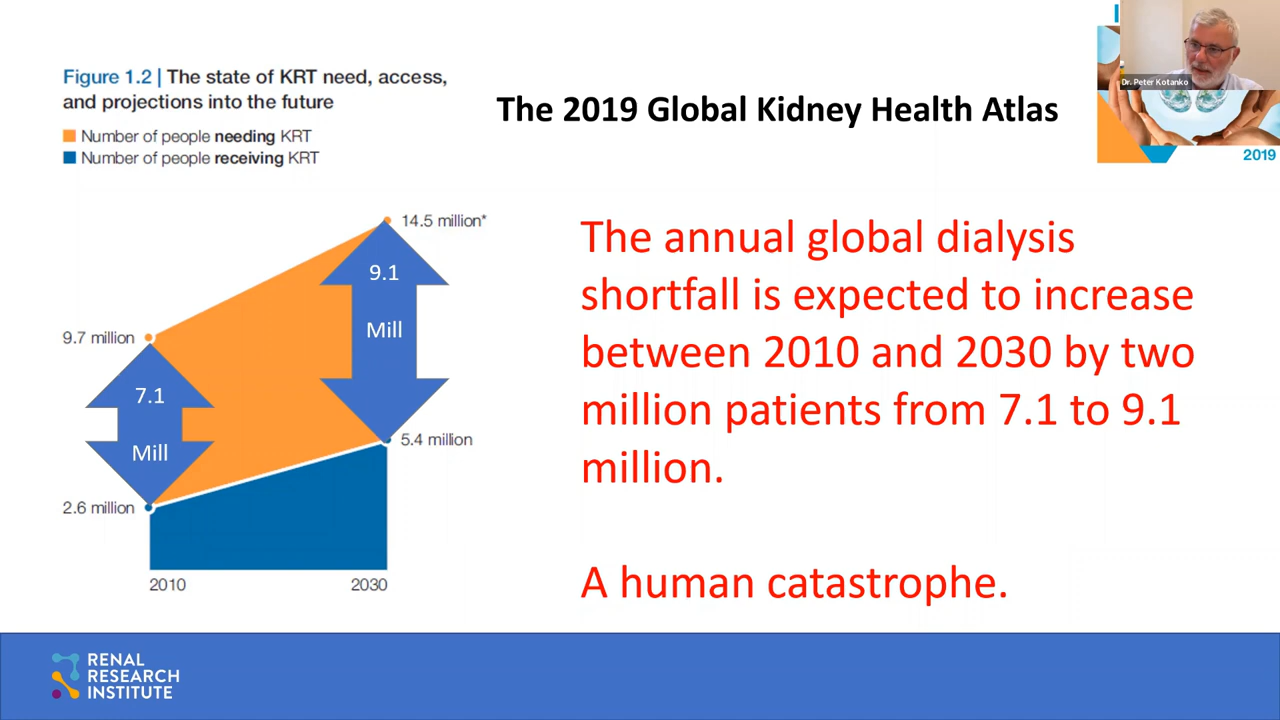 Figure 1.2 | The state of KRT need, access,
and projections into the future
Number of people needing KRT
Number of people receiving KRT
The 2019 Global Kidney Health Atlas
Dr. Peter Kotanko
2019
14.5 million*
9.1
Mill
9.7 million
7.1
Mill
5.4 million
2.6 million
2010
2030
The annual global dialysis
shortfall is expected to increase
between 2010 and 2030 by two
million patients from 7.1 to 9.1
million.
A human catastrophe.
RENAL
RESEARCH
INSTITUTE